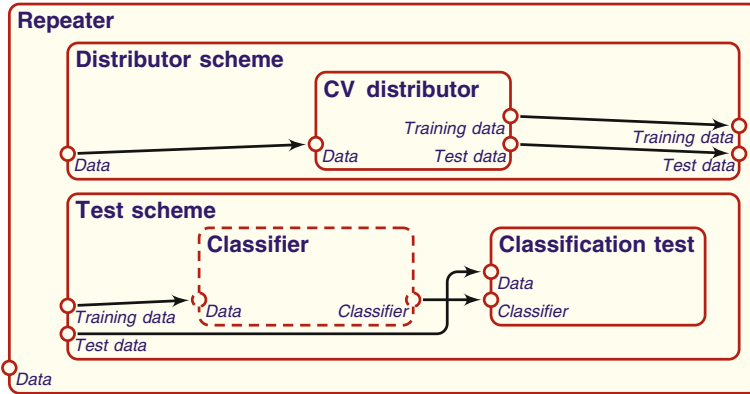 Repeater
Distributor scheme
CV distributor
Training data
Training data
Data
Data
Test data
Test data
Test scheme
Classifier
Classification test
Data
Training data
Data
Classifier
Classifier
Test data
Data